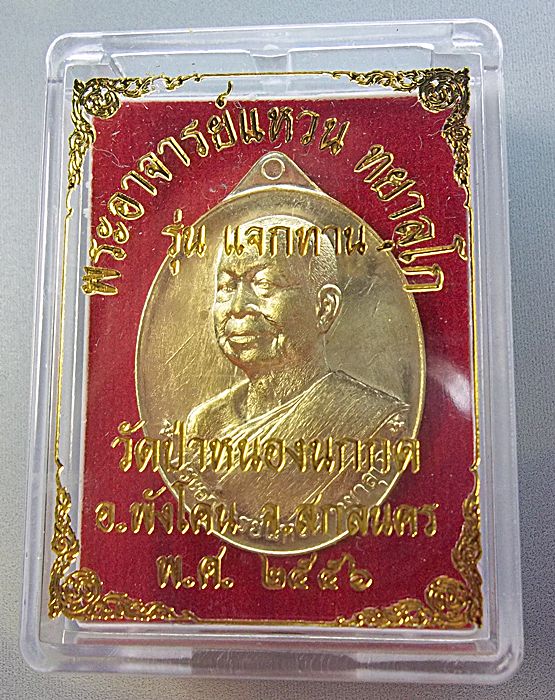 พระอาจารย์แหวน ทยาลุโก
รุ่น แจกทาน
วัดป่าหนองนกกด
อ.พังโคน จ.สกลนคร
พ.ศ. ๒๕๕๖